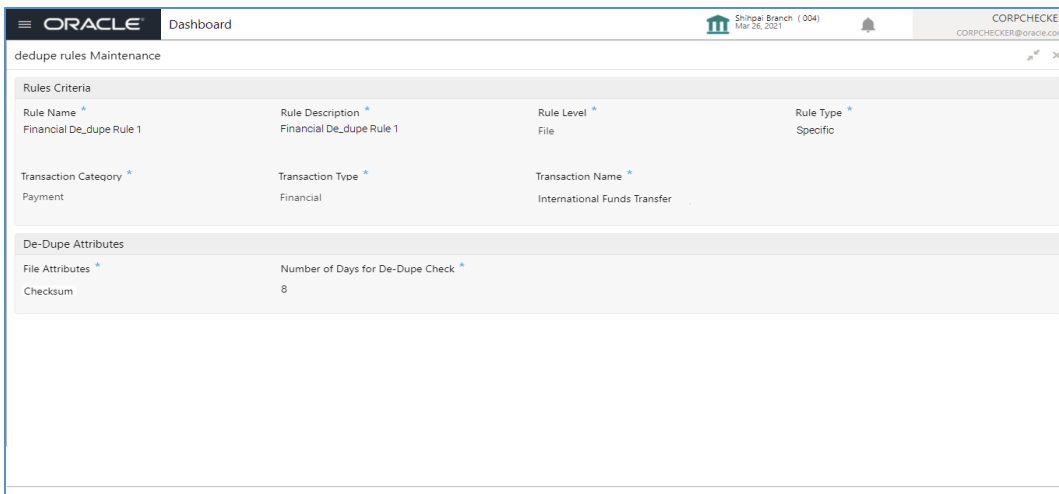 ORACLE Dashboard Shihpai Branch ( 004) CORPCHECKE
Mar 26, 2021 CORPCHECKER@oracle.co
dedupe rules Maintenance
Rules Criteria
Rule Name * Rule Description * Rule Level * Rule Type *
Financial De_dupe Rule 1 Financial De_dupe Rule 1 File Specific
Transaction Category * Transaction Type * Transaction Name *
Payment Financial International Funds Transfer
De-Dupe Attributes
File Attributes * Number of Days for De-Dupe Check *
Checksum 8